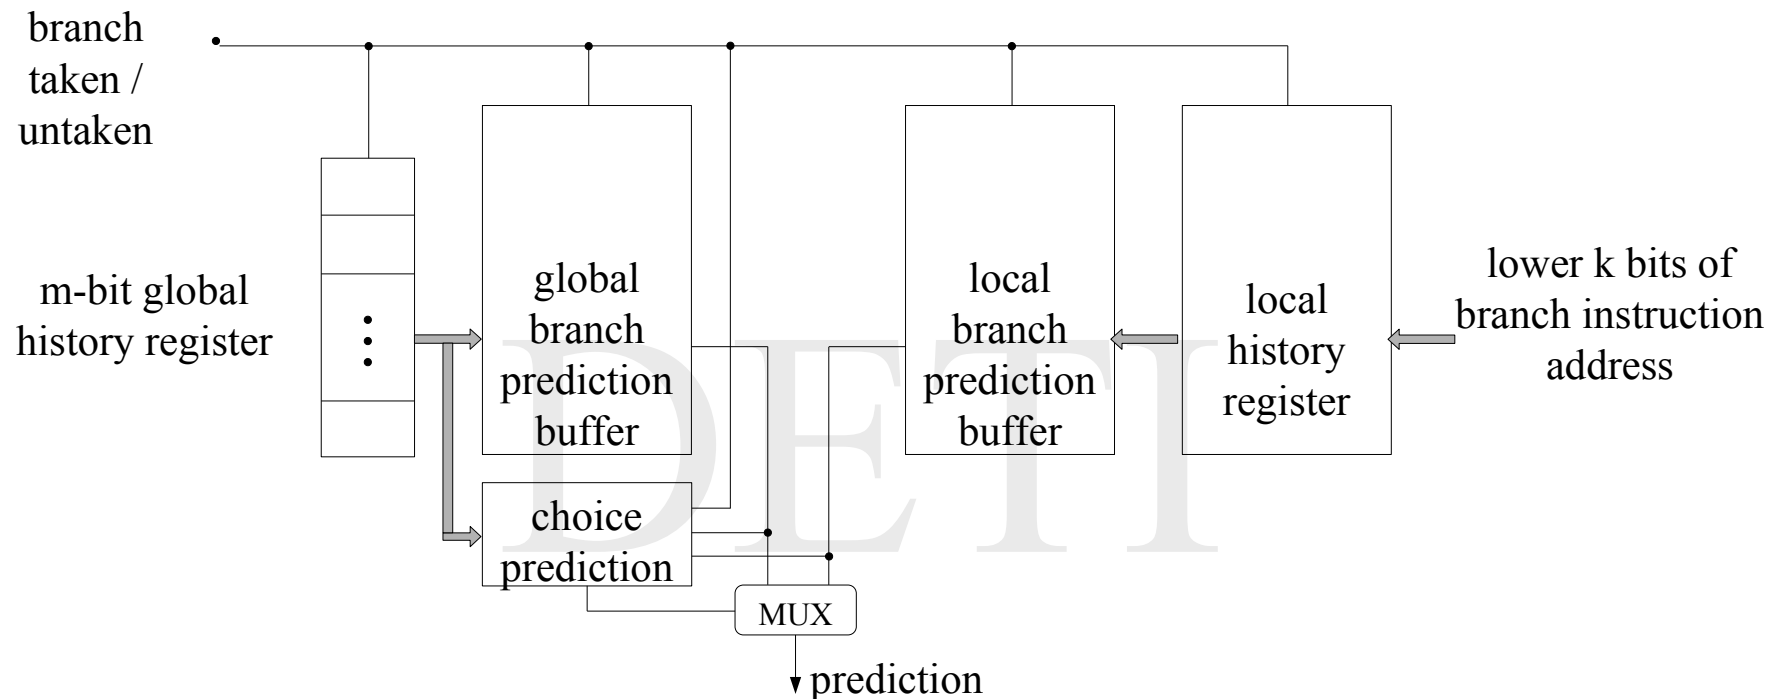 branch
taken /
untaken
m-bit global
history register
global
branch
prediction
buffer
local
branch
prediction
buffer
local
history
register
lower k bits of
branch instruction
address
choice
prediction
MUX
prediction
DETI